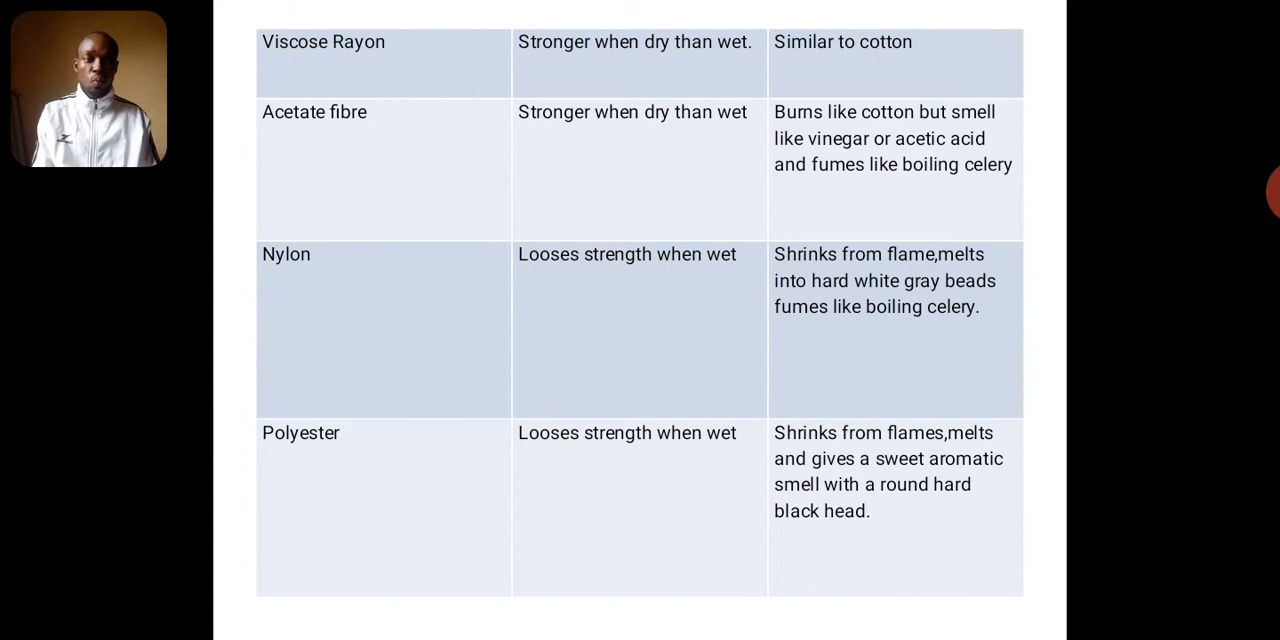 Viscose Rayon
Stronger when dry than wet.
Similar to cotton
Acetate fibre
Stronger when dry than wet
Burns like cotton but smell
like vinegar or acetic acid
and fumes like boiling celery
Nylon
Looses strength when wet
Shrinks from flame,melts
into hard white gray beads
fumes like boiling celery.
Polyester
Looses strength when wet
Shrinks from flames,melts
and gives a sweet aromatic
smell with a round hard
black head.